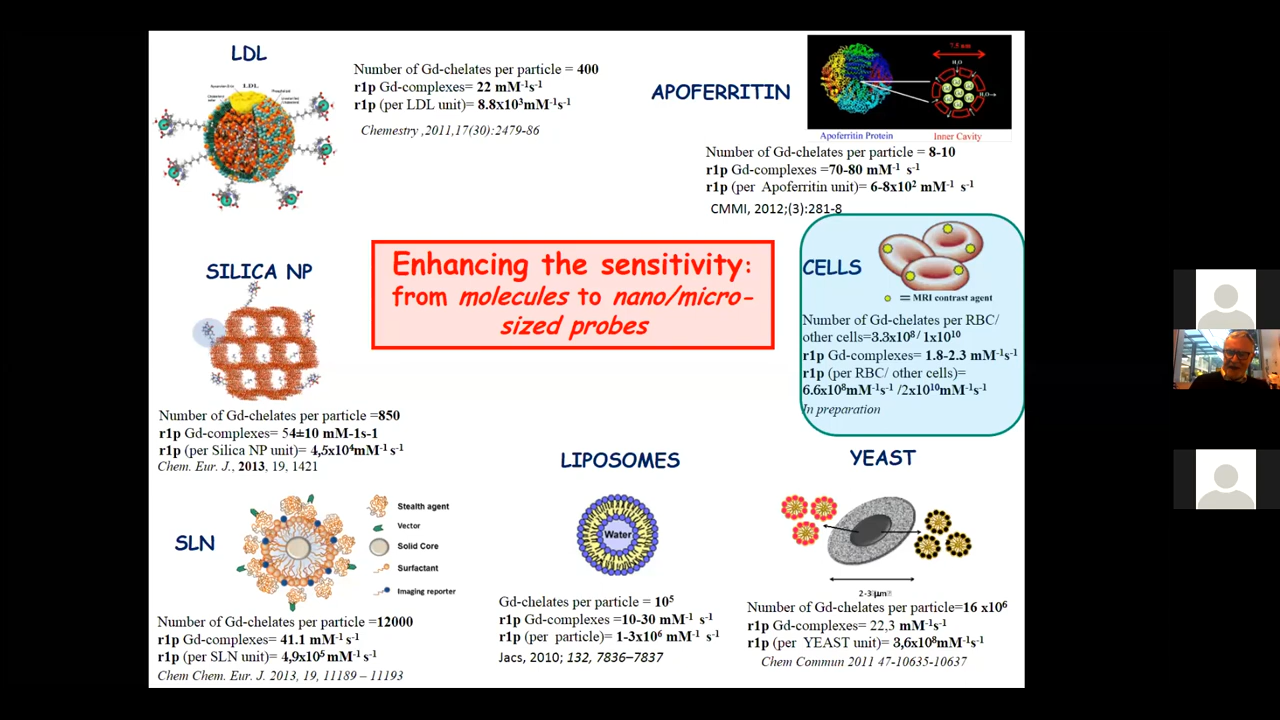 LDL
LDL
Number of Gd-chelates per particle = 400
r1p Gd-complexes= 22 mM-1s-1
r1p (per LDL unit)= 8.8x10³mM-1s-1
Chemistry ,2011,17(30):2479-86
APOFERRITIN
7.5 nm
H₂O
Apoferritin Protein
Inner Cavity
Number of Gd-chelates per particle = 8-10
r1p Gd-complexes =70-80 mM-1 s-1
r1p (per Apoferritin unit)= 6-8x10² mM-1 s-1
CMMI, 2012;(3):281-8
Enhancing the sensitivity:
from molecules to nano/micro-
sized probes
CELLS
= MRI contrast agent
Number of Gd-chelates per RBC/
other cells=3.3x10⁸/ 1x10¹⁰
r1p Gd-complexes= 1.8-2.3 mM-1s-1
r1p (per RBC/ other cells)=
6.6x10⁸mM-1s-1 /2x10¹⁰mM-1s-1
In preparation
SILICA NP
Number of Gd-chelates per particle =850
r1p Gd-complexes= 54±10 mM-1s-1
r1p (per Silica NP unit)= 4,5x10⁴mM-1 s-1
Chem. Eur. J., 2013, 19, 1421
SLN
Stealth agent
Vector
Solid Core
Surfactant
Imaging reporter
Number of Gd-chelates per particle =12000
r1p Gd-complexes= 41.1 mM-1 s-1
r1p (per SLN unit)= 4,9x10⁵ mM-1 s-1
Chem Chem. Eur. J. 2013, 19, 11189 – 11193
LIPOSOMES
Water
Gd-chelates per particle = 10⁵
r1p Gd-complexes =10-30 mM-1 s-1
r1p (per particle)= 1-3x10⁶ mM-1 s-1
Jacs, 2010; 132, 7836–7837
YEAST
2-3 µm
Number of Gd-chelates per particle=16 x10⁶
r1p Gd-complexes= 22,3 mM-1s-1
r1p (per YEAST unit)= 3,6x10⁸mM-1s-1
Chem Commun 2011 47-10635-10637